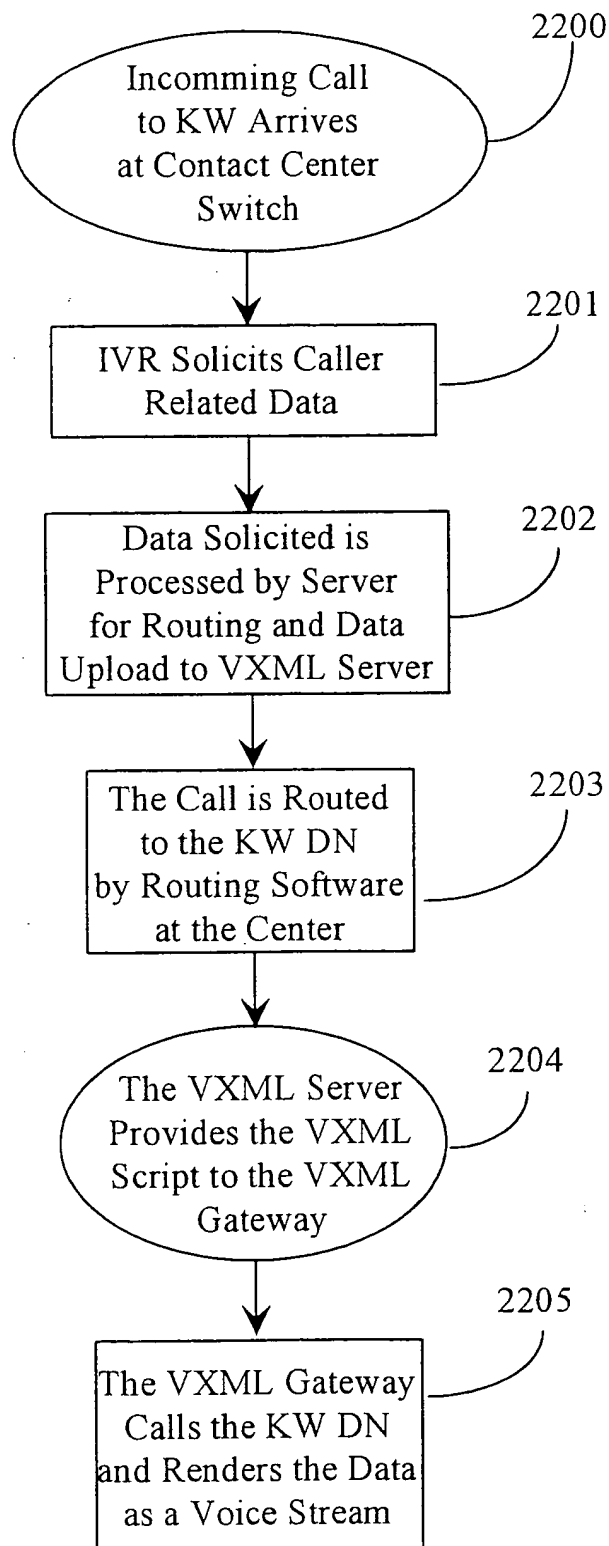 2200
Incomming Call
to KW Arrives
at Contact Center
Switch
2201
IVR Solicits Caller
Related Data
2202
Data Solicited is
Processed by Server
for Routing and Data
Upload to VXML Server
2203
The Call is Routed
to the KW DN
by Routing Software
at the Center
2204
The VXML Server
Provides the VXML
Script to the VXML
Gateway
2205
The VXML Gateway
Calls the KW DN
and Renders the Data
as a Voice Stream